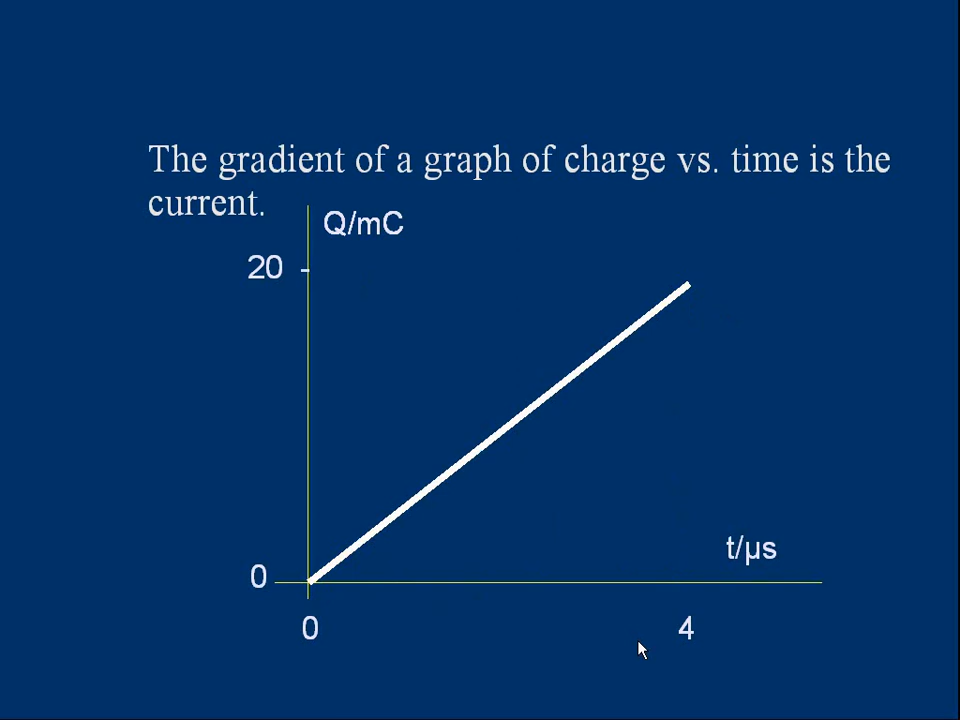 The gradient of a graph of charge vs. time is the
current.
Q/mC
20
t/µs
0
0
4